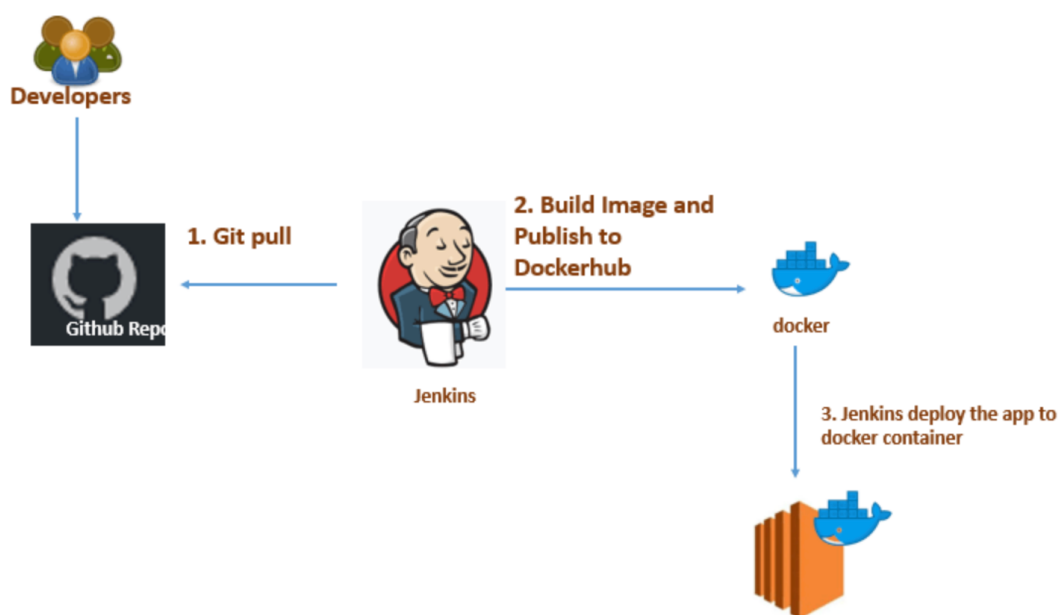 Developers
1. Git pull
Github Repo
Jenkins
2. Build Image and
Publish to
Dockerhub
docker
3. Jenkins deploy the app to
docker container